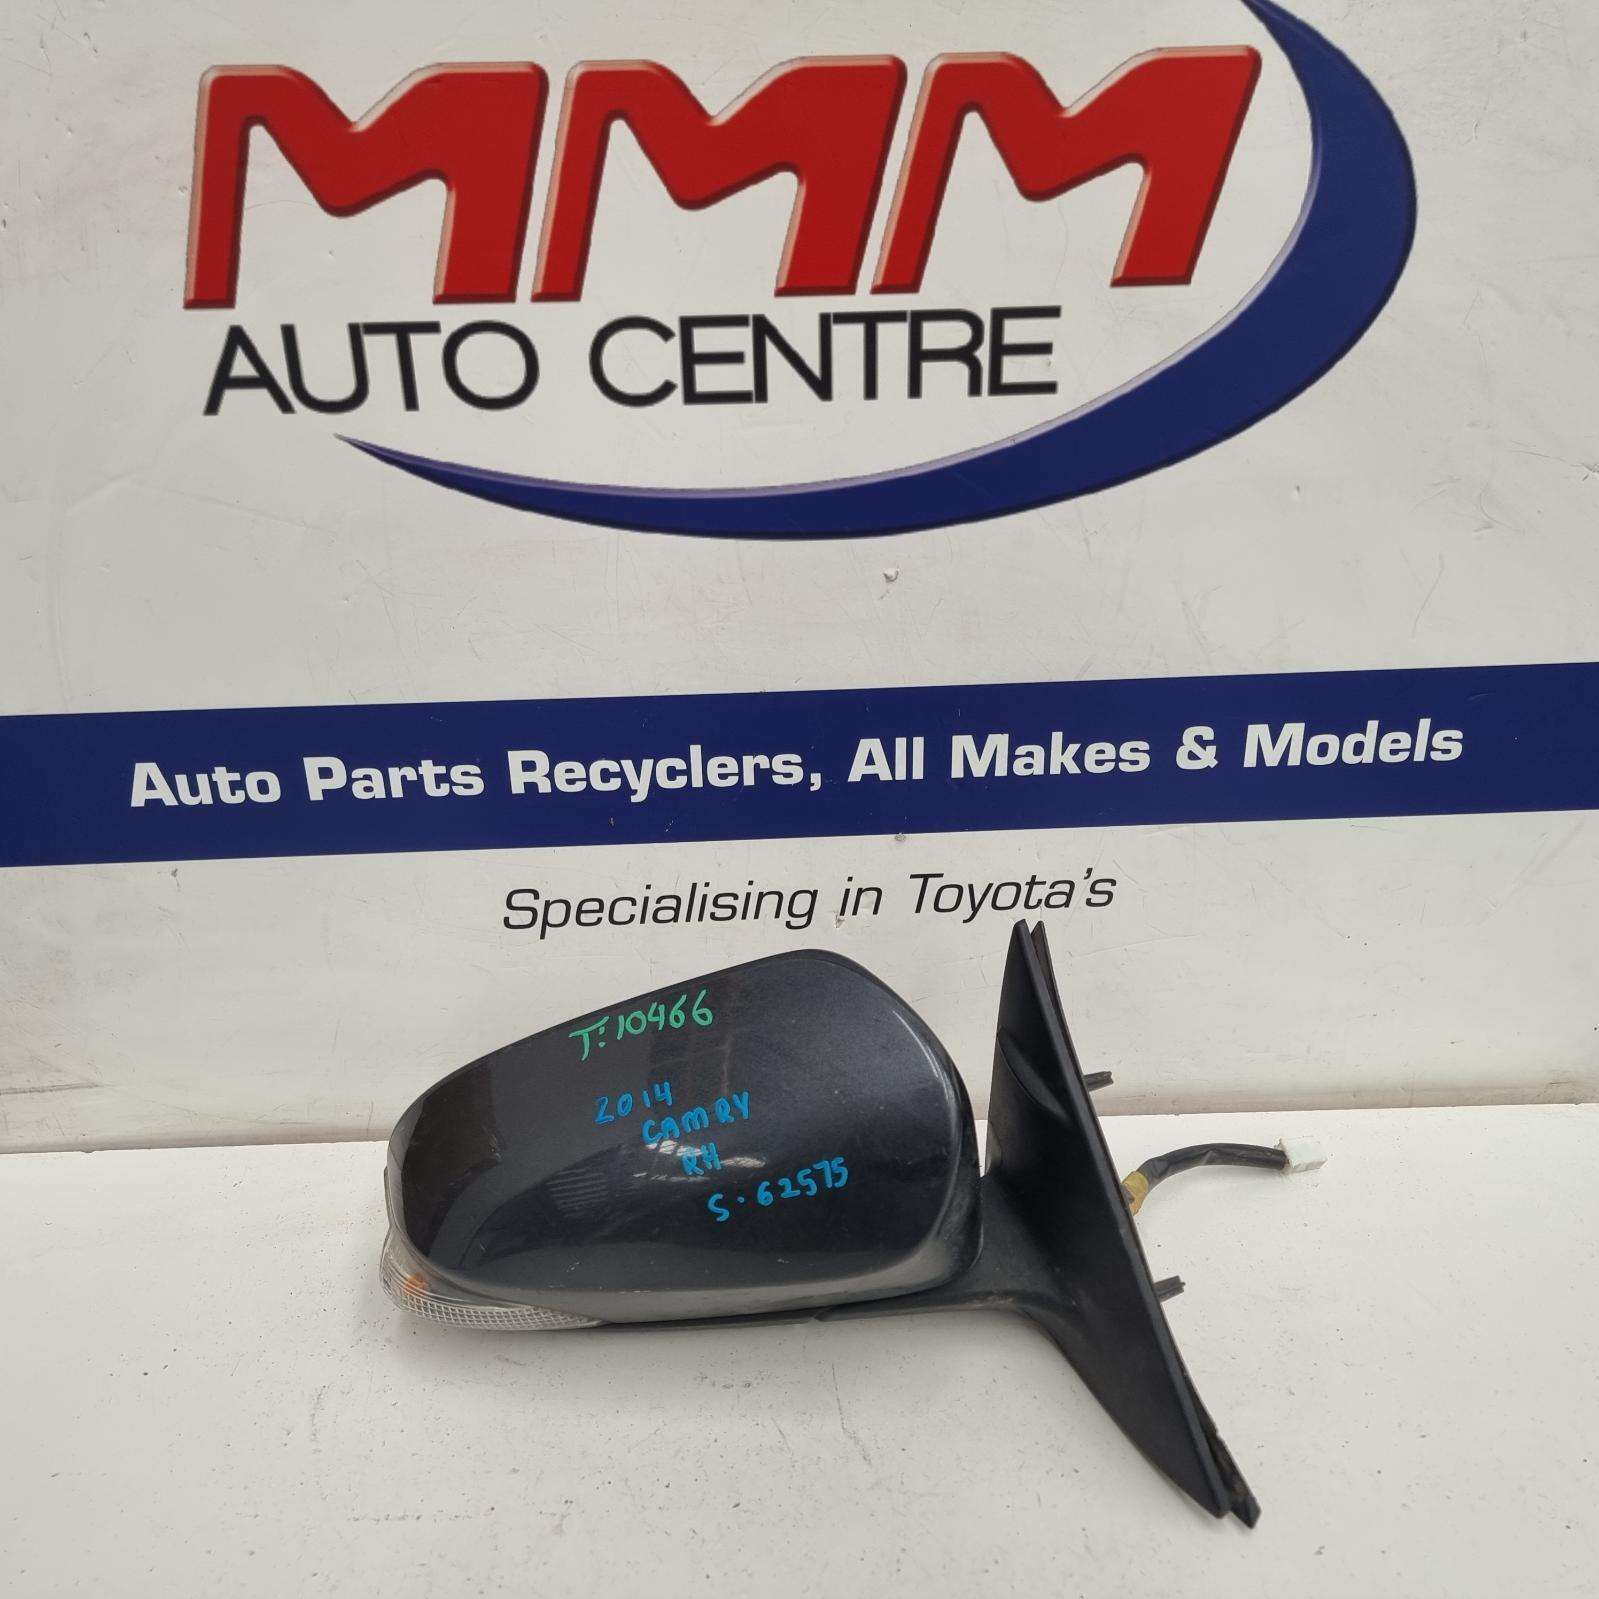 MMM
AUTO CENTRE
Auto Parts Recyclers, All Makes & Models
Specialising in Toyota's
T:10466
2014
CAMRY
RH
S.62575